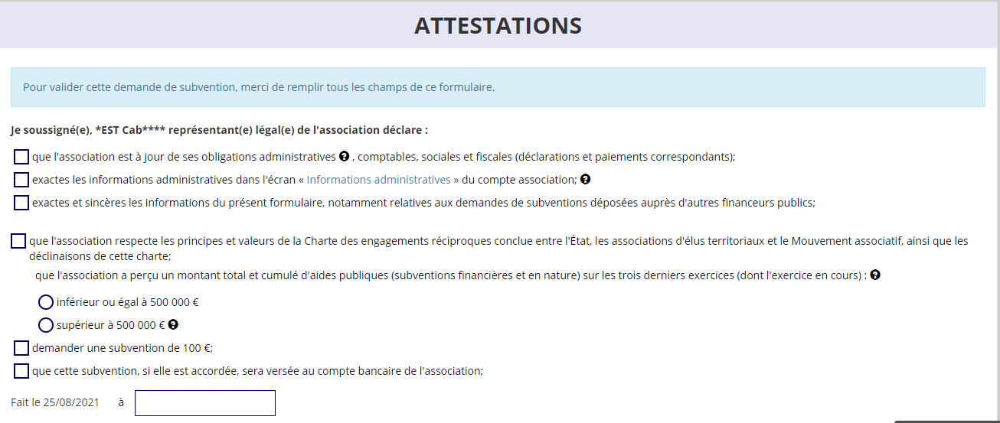 ATTESTATIONS
Pour valider cette demande de subvention, merci de remplir tous les champs de ce formulaire.
Je soussigné(e), *EST Cab**** représentant(e) légal(e) de l'association déclare :
que l'association est à jour de ses obligations administratives ? , comptables, sociales et fiscales (déclarations et paiements correspondants);
exactes les informations administratives dans l'écran « Informations administratives » du compte association; ?
exactes et sincères les informations du présent formulaire, notamment relatives aux demandes de subventions déposées auprès d'autres financeurs publics;
que l'association respecte les principes et valeurs de la Charte des engagements réciproques conclue entre l'État, les associations d'élus territoriaux et le Mouvement associatif, ainsi que les
déclinaisons de cette charte;
que l'association a perçu un montant total et cumulé d'aides publiques (subventions financières et en nature) sur les trois derniers exercices (dont l'exercice en cours) : ?
inférieur ou égal à 500 000 €
supérieur à 500 000 € ?
demander une subvention de 100 €;
que cette subvention, si elle est accordée, sera versée au compte bancaire de l'association;
Fait le 25/08/2021 à